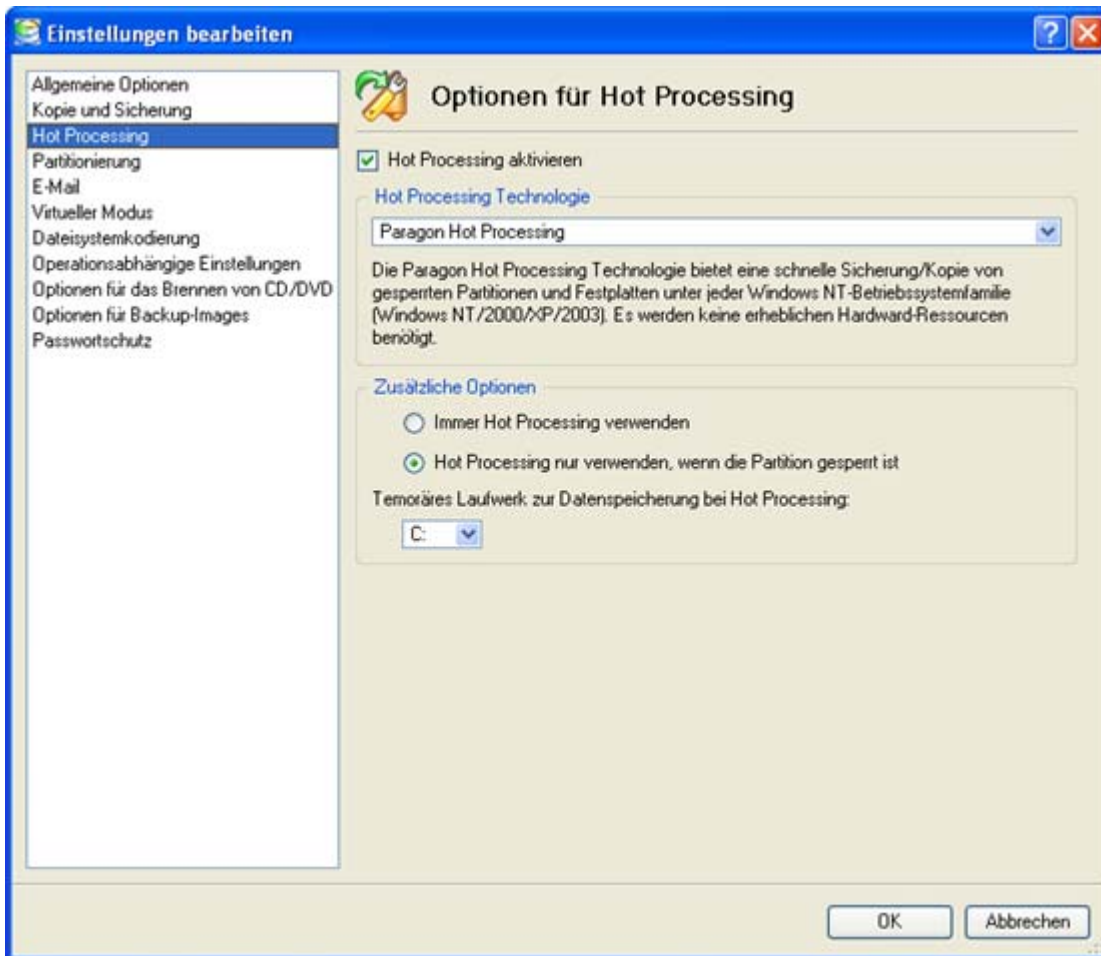 Einstellungen bearbeiten
Allgemeine Optionen
Kopie und Sicherung
Hot Processing
Partitionierung
E-Mail
Virtueller Modus
Dateisystemkodierung
Operationsabhängige Einstellungen
Optionen für das Brennen von CD/DVD
Optionen für Backup-Images
Passwortschutz
Optionen für Hot Processing
Hot Processing aktivieren
Hot Processing Technologie
Paragon Hot Processing
Die Paragon Hot Processing Technologie bietet eine schnelle Sicherung/Kopie von
gesperrten Partitionen und Festplatten unter jeder Windows NT-Betriebssystemfamilie
(Windows NT/2000/XP/2003). Es werden keine erheblichen Hardward-Ressourcen
benötigt.
Zusätzliche Optionen
Immer Hot Processing verwenden
Hot Processing nur verwenden, wenn die Partition gesperrt ist
Temoräres Laufwerk zur Datenspeicherung bei Hot Processing:
C:
OK
Abbrechen